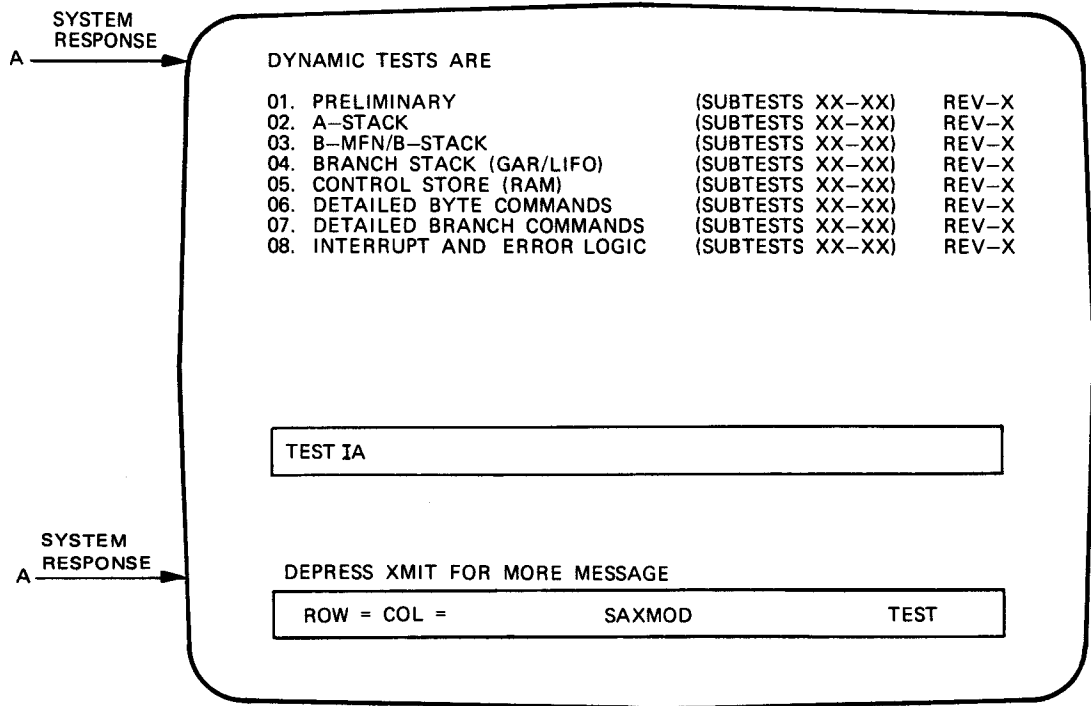 SYSTEM
RESPONSE
A
DYNAMIC TESTS ARE
01. PRELIMINARY (SUBTESTS XX–XX) REV–X
02. A–STACK (SUBTESTS XX–XX) REV–X
03. B–MFN/B–STACK (SUBTESTS XX–XX) REV–X
04. BRANCH STACK (GAR/LIFO) (SUBTESTS XX–XX) REV–X
05. CONTROL STORE (RAM) (SUBTESTS XX–XX) REV–X
06. DETAILED BYTE COMMANDS (SUBTESTS XX–XX) REV–X
07. DETAILED BRANCH COMMANDS (SUBTESTS XX–XX) REV–X
08. INTERRUPT AND ERROR LOGIC (SUBTESTS XX–XX) REV–X
TEST IA
SYSTEM
RESPONSE
A
DEPRESS XMIT FOR MORE MESSAGE
ROW = COL = SAXMOD TEST